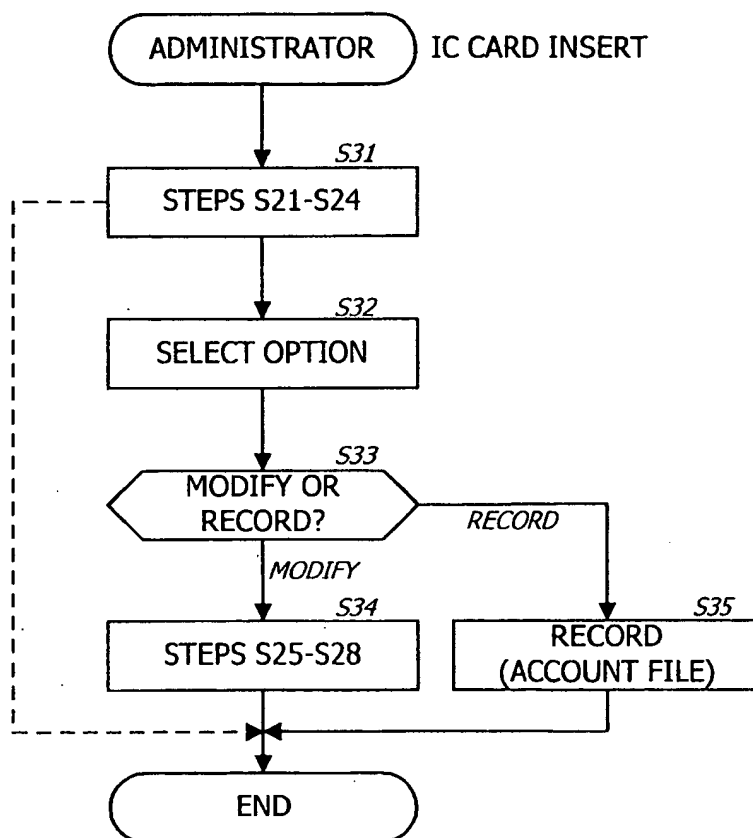 ADMINISTRATOR
IC CARD INSERT
S31
STEPS S21-S24
S32
SELECT OPTION
S33
MODIFY OR
RECORD?
RECORD
MODIFY
S34
STEPS S25-S28
S35
RECORD
(ACCOUNT FILE)
END